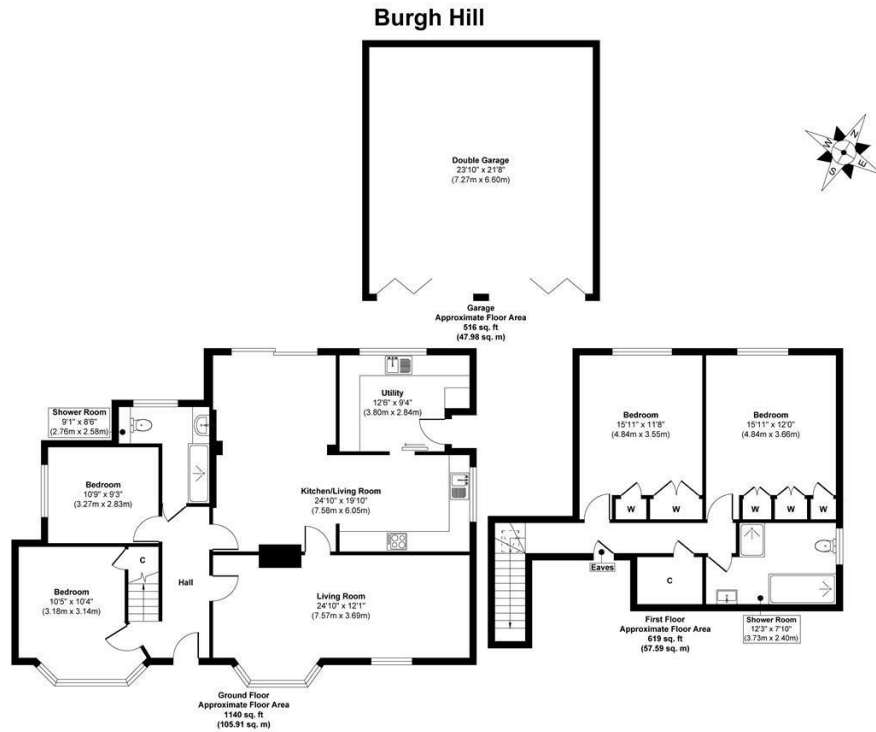 Burgh Hill
Double Garage
23'10" x 21'8"
(7.27m x 6.60m)
N
E
S
W
Garage
Approximate Floor Area
516 sq. ft
(47.98 sq. m)
Shower Room
9'1" x 8'6"
(2.76m x 2.58m)
Utility
12'6" x 9'4"
(3.80m x 2.84m)
Bedroom
10'9" x 9'3"
(3.27m x 2.83m)
Kitchen/Living Room
24'10" x 19'10"
(7.58m x 6.05m)
Bedroom
10'5" x 10'4"
(3.18m x 3.14m)
C
Hall
Living Room
24'10" x 12'1"
(7.57m x 3.69m)
Ground Floor
Approximate Floor Area
1140 sq. ft
(105.91 sq. m)
Bedroom
15'11" x 11'8"
(4.84m x 3.55m)
Bedroom
15'11" x 12'0"
(4.84m x 3.66m)
W
W
W
W
W
Eaves
C
First Floor
Approximate Floor Area
619 sq. ft
(57.59 sq. m)
Shower Room
12'3" x 7'10"
(3.73m x 2.40m)